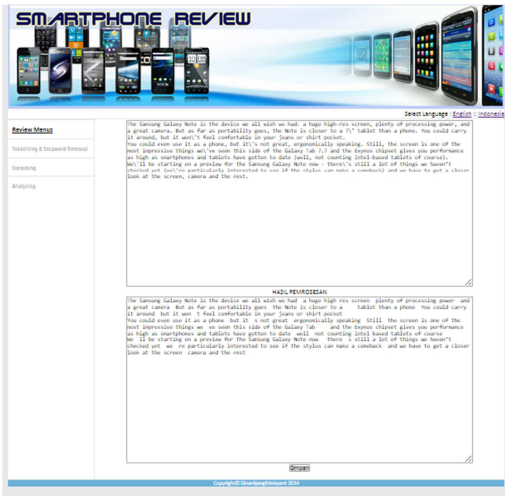 SMARTPHONE REVIEW
Select Language : English :: Indonesia
Review Menus
Tokenizing & Stopword Removal
Stemming
Analyzing
The Samsung Galaxy Note is the device we all wish we had: a huge high-res screen, plenty of processing power, and
a great camera. But as far as portability goes, the Note is closer to a 7\" tablet than a phone. You could carry
it around, but it won\'t feel comfortable in your jeans or shirt pocket.
You could even use it as a phone, but it\'s not great, ergonomically speaking. Still, the screen is one of the
most impressive things we\'ve seen this side of the Galaxy Tab 7.7 and the Exynos chipset gives you performance
as high as smartphones and tablets have gotten to date (well, not counting Intel-based tablets of course).
We\'ll be starting on a preview for the Samsung Galaxy Note now - there\'s still a lot of things we haven"t
checked yet (we\'re particularly interested to see if the stylus can make a comeback) and we have to get a closer
look at the screen, camera and the rest.
HASIL PEMROSESAN
The Samsung Galaxy Note is the device we all wish we had a huge high res screen plenty of processing power and
a great camera But as far as portability goes the Note is closer to a tablet than a phone You could carry
it around but it won t feel comfortable in your jeans or shirt pocket
You could even use it as a phone but it s not great ergonomically speaking Still the screen is one of the
most impressive things we ve seen this side of the Galaxy Tab and the Exynos chipset gives you performance
as high as smartphones and tablets have gotten to date well not counting Intel based tablets of course
We ll be starting on a preview for the Samsung Galaxy Note now there s still a lot of things we haven"t
checked yet we re particularly interested to see if the stylus can make a comeback and we have to get a closer
look at the screen camera and the rest
Simpan